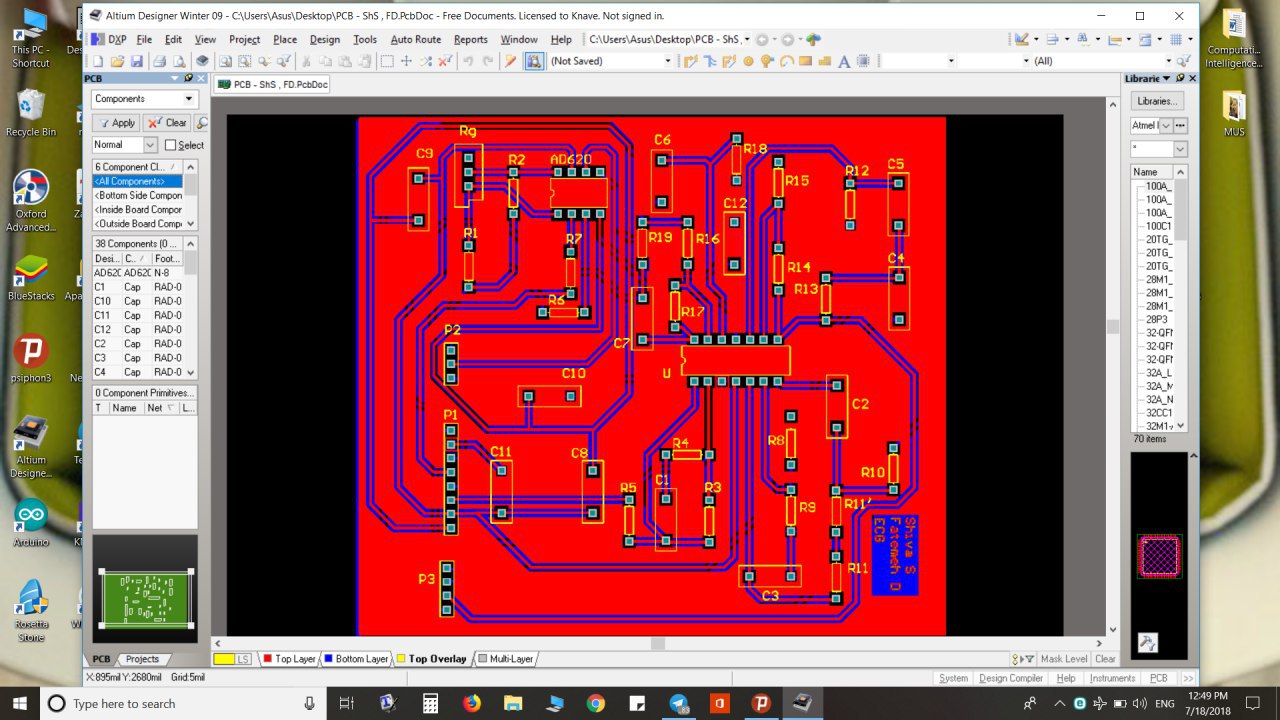 Altium Designer Winter 09 - C:\Users\Asus\Desktop\PCB - ShS , FD.PcbDoc - Free Documents. Licensed to Knave. Not signed in.
DXP File Edit View Project Place Design Tools Auto Route Reports Window Help C:\Users\Asus\Desktop\PCB - ShS
(Not Saved) (All)
PCB
PCB - ShS , FD.PcbDoc
Components
Apply Clear
Normal Select
6 Component Cl...
<All Components>
<Bottom Side Compon
<Inside Board Compor
<Outside Board Compor
38 Components (0 ...
Desi... C... Foot...
AD620 AD620 N-8
C1 Cap RAD-0
C10 Cap RAD-0
C11 Cap RAD-0
C12 Cap RAD-0
C2 Cap RAD-0
C3 Cap RAD-0
C4 Cap RAD-0
0 Component Primitives...
T Name Net L...
PCB Projects
X:895mil Y:2680mil Grid:5mil
This PC - Shortcut
Recycle Bin
Oxford Advanced...
BlueStacks
psiphon3
Altium Designe...
Arduino
Rosetta Stone
Rg
C9
R2
AD620
C6
R18
R15
R12
C5
C12
R1
R7
R19
R16
R14
C4
R13
R6
R17
P2
C7
U
C10
C2
P1
R4
R8
C11
C8
R10
R5
C1
R3
R9
R11'
P3
R11
C3
Shiva S
Fatemeh D
ECG
LS Top Layer Bottom Layer Top Overlay Multi-Layer
Mask Level Clear
System Design Compiler Help Instruments PCB >>
Librarie
Libraries...
Atmel
*
Name
100A_
100A_
100A_
100C1
20TG_
20TG_
20TG_
28M1_
28M1_
28M1_
28P3
32-QFN
32-QFN
32A_L
32A_M
32A_N
32CC1
32M1-
70 items
Computati... Intelligence...
MUS
Type here to search
ENG
12:49 PM
7/18/2018